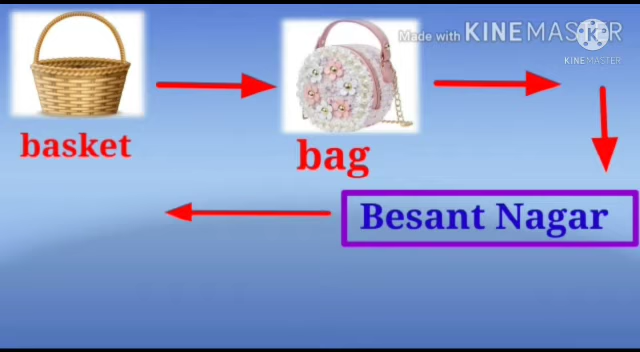 Made with KINEMASTER
KINEMASTER
basket
bag
Besant Nagar